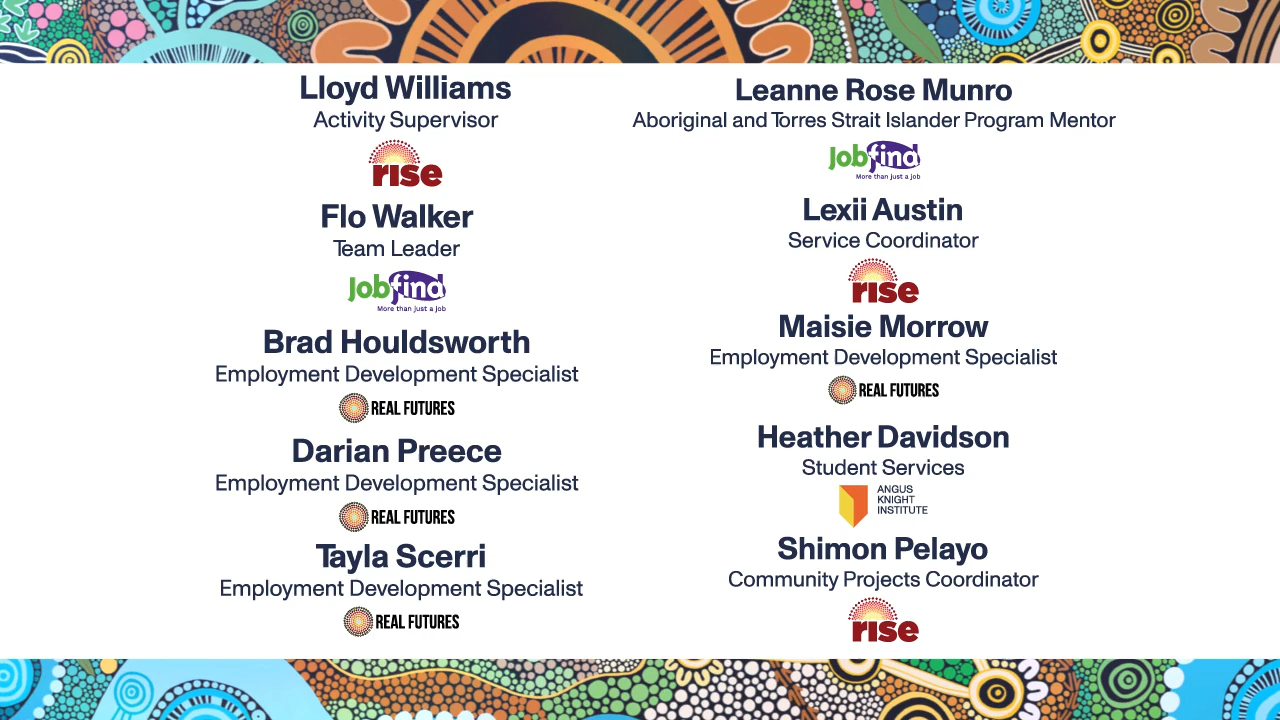 Lloyd Williams
Activity Supervisor
rise
Flo Walker
Team Leader
Jobfind
More than just a job
Brad Houldsworth
Employment Development Specialist
REAL FUTURES
Darian Preece
Employment Development Specialist
REAL FUTURES
Tayla Scerri
Employment Development Specialist
REAL FUTURES
Leanne Rose Munro
Aboriginal and Torres Strait Islander Program Mentor
Jobfind
More than just a job
Lexii Austin
Service Coordinator
rise
Maisie Morrow
Employment Development Specialist
REAL FUTURES
Heather Davidson
Student Services
ANGUS
KNIGHT
INSTITUTE
Shimon Pelayo
Community Projects Coordinator
rise